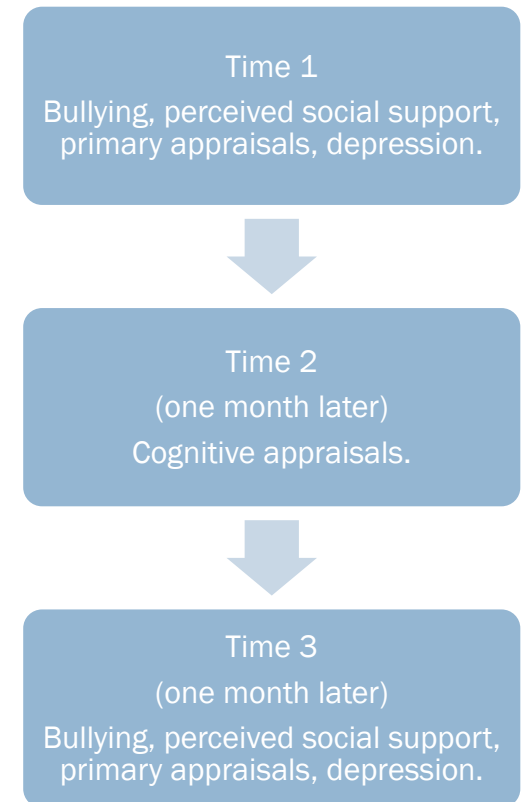 Time 1
Bullying, perceived social support,
primary appraisals, depression.
Time 2
(one month later)
Cognitive appraisals.
Time 3
(one month later)
Bullying, perceived social support,
primary appraisals, depression.